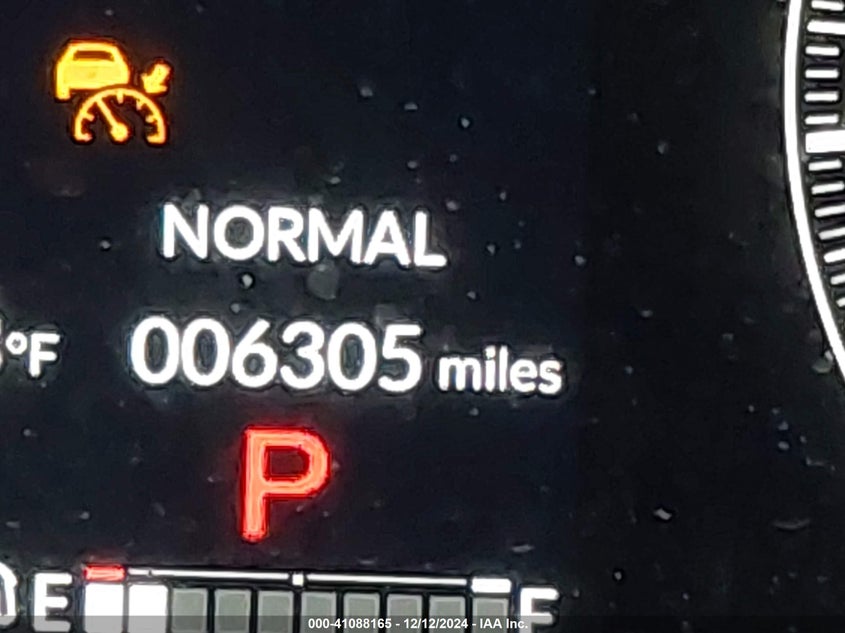 NORMAL
°F
006305 miles
P
E F
000-41088165 - 12/12/2024 - IAA Inc.